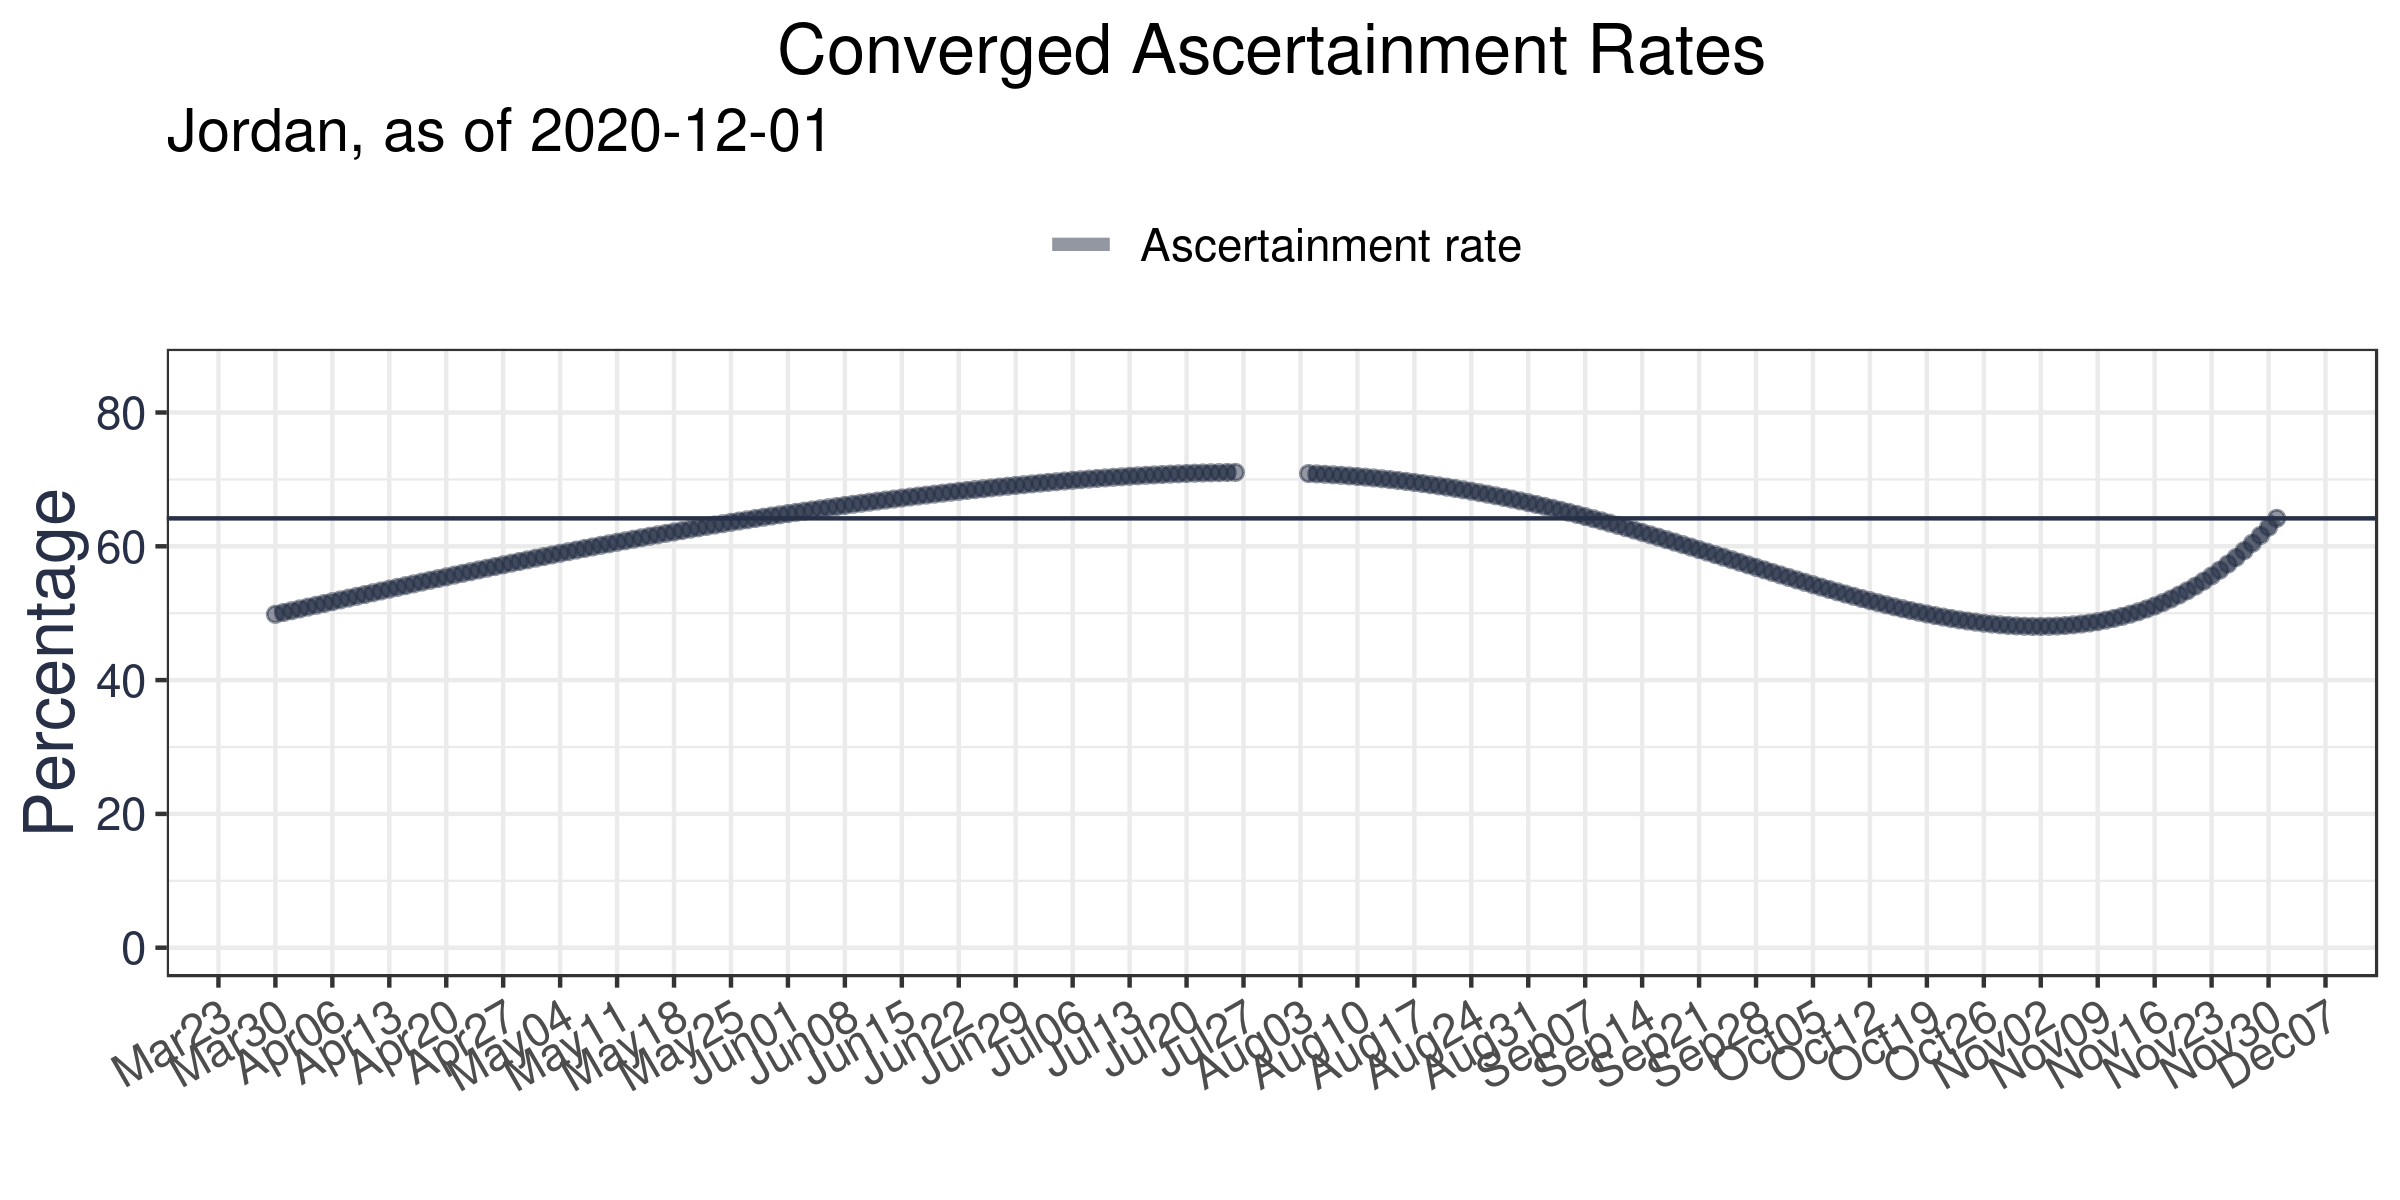 Converged Ascertainment Rates
Jordan, as of 2020-12-01
Ascertainment rate
Percentage
80
60
40
20
0
Mar23 Mar30 Apr06 Apr13 Apr20 Apr27 May04 May11 May18 May25 Jun01 Jun08 Jun15 Jun22 Jun29 Jul06 Jul13 Jul20 Jul27 Aug03 Aug10 Aug17 Aug24 Aug31 Sep07 Sep14 Sep21 Sep28 Oct05 Oct12 Oct19 Oct26 Nov02 Nov09 Nov16 Nov23 Nov30 Dec07